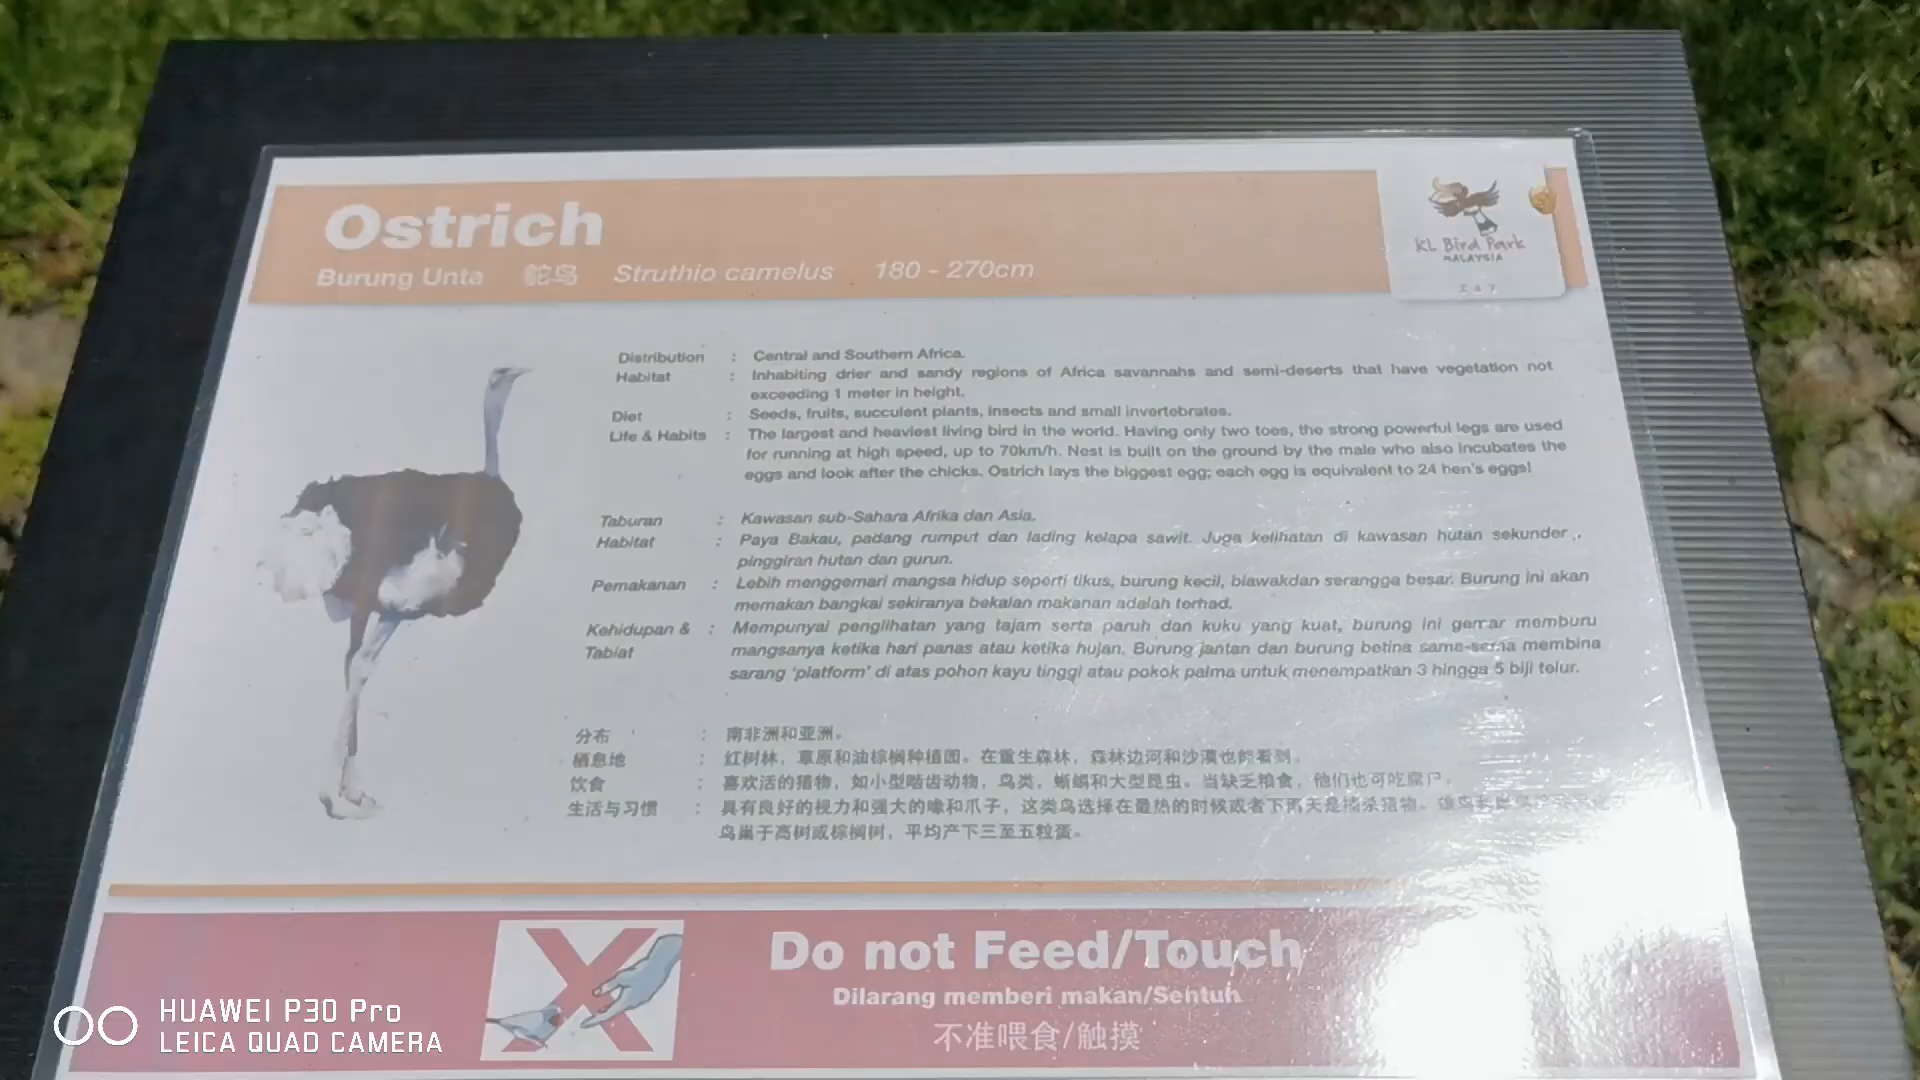 Ostrich
Burung Unta 鸵鸟 Struthio camelus 180 - 270cm
KL Bird Park
MALAYSIA
Distribution : Central and Southern Africa.
Habitat : Inhabiting drier and sandy regions of Africa savannahs and semi-deserts that have vegetation not
exceeding 1 meter in height.
Diet : Seeds, fruits, succulent plants, insects and small invertebrates.
Life & Habits : The largest and heaviest living bird in the world. Having only two toes, the strong powerful legs are used
for running at high speed, up to 70km/h. Nest is built on the ground by the male who also incubates the
eggs and look after the chicks. Ostrich lays the biggest egg; each egg is equivalent to 24 hen's eggs!
Taburan : Kawasan sub-Sahara Afrika dan Asia.
Habitat : Paya Bakau, padang rumput dan lading kelapa sawit. Juga kelihatan di kawasan hutan sekunder,
pinggiran hutan dan gurun.
Pemakanan : Lebih menggemari mangsa hidup seperti tikus, burung kecil, biawakdan serangga besar. Burung ini akan
memakan bangkai sekiranya bekalan makanan adalah terhad.
Kehidupan & : Mempunyai penglihatan yang tajam serta paruh dan kuku yang kuat, burung ini gemar memburu
Tabiat mangsanya ketika hari panas atau ketika hujan. Burung jantan dan burung betina sama-sama membina
sarang 'platform' di atas pohon kayu tinggi atau pokok palma untuk menempatkan 3 hingga 5 biji telur.
分布 : 南非洲和亚洲。
栖息地 : 红树林，草原和油棕榈种植园。在重生森林，森林边河和沙漠也能看到。
饮食 : 喜欢活的猎物，如小型啮齿动物，鸟类，蜥蜴和大型昆虫。当缺乏粮食，他们也可吃腐尸。
生活与习惯 : 具有良好的视力和强大的喙和爪子，这类鸟选择在最热的时候或者下雨天是捕杀猎物。
鸟巢于高树或棕榈树，平均产下三至五粒蛋。
Do not Feed/Touch
Dilarang memberi makan/Sentuh
不准喂食/触摸
HUAWEI P30 Pro
LEICA QUAD CAMERA